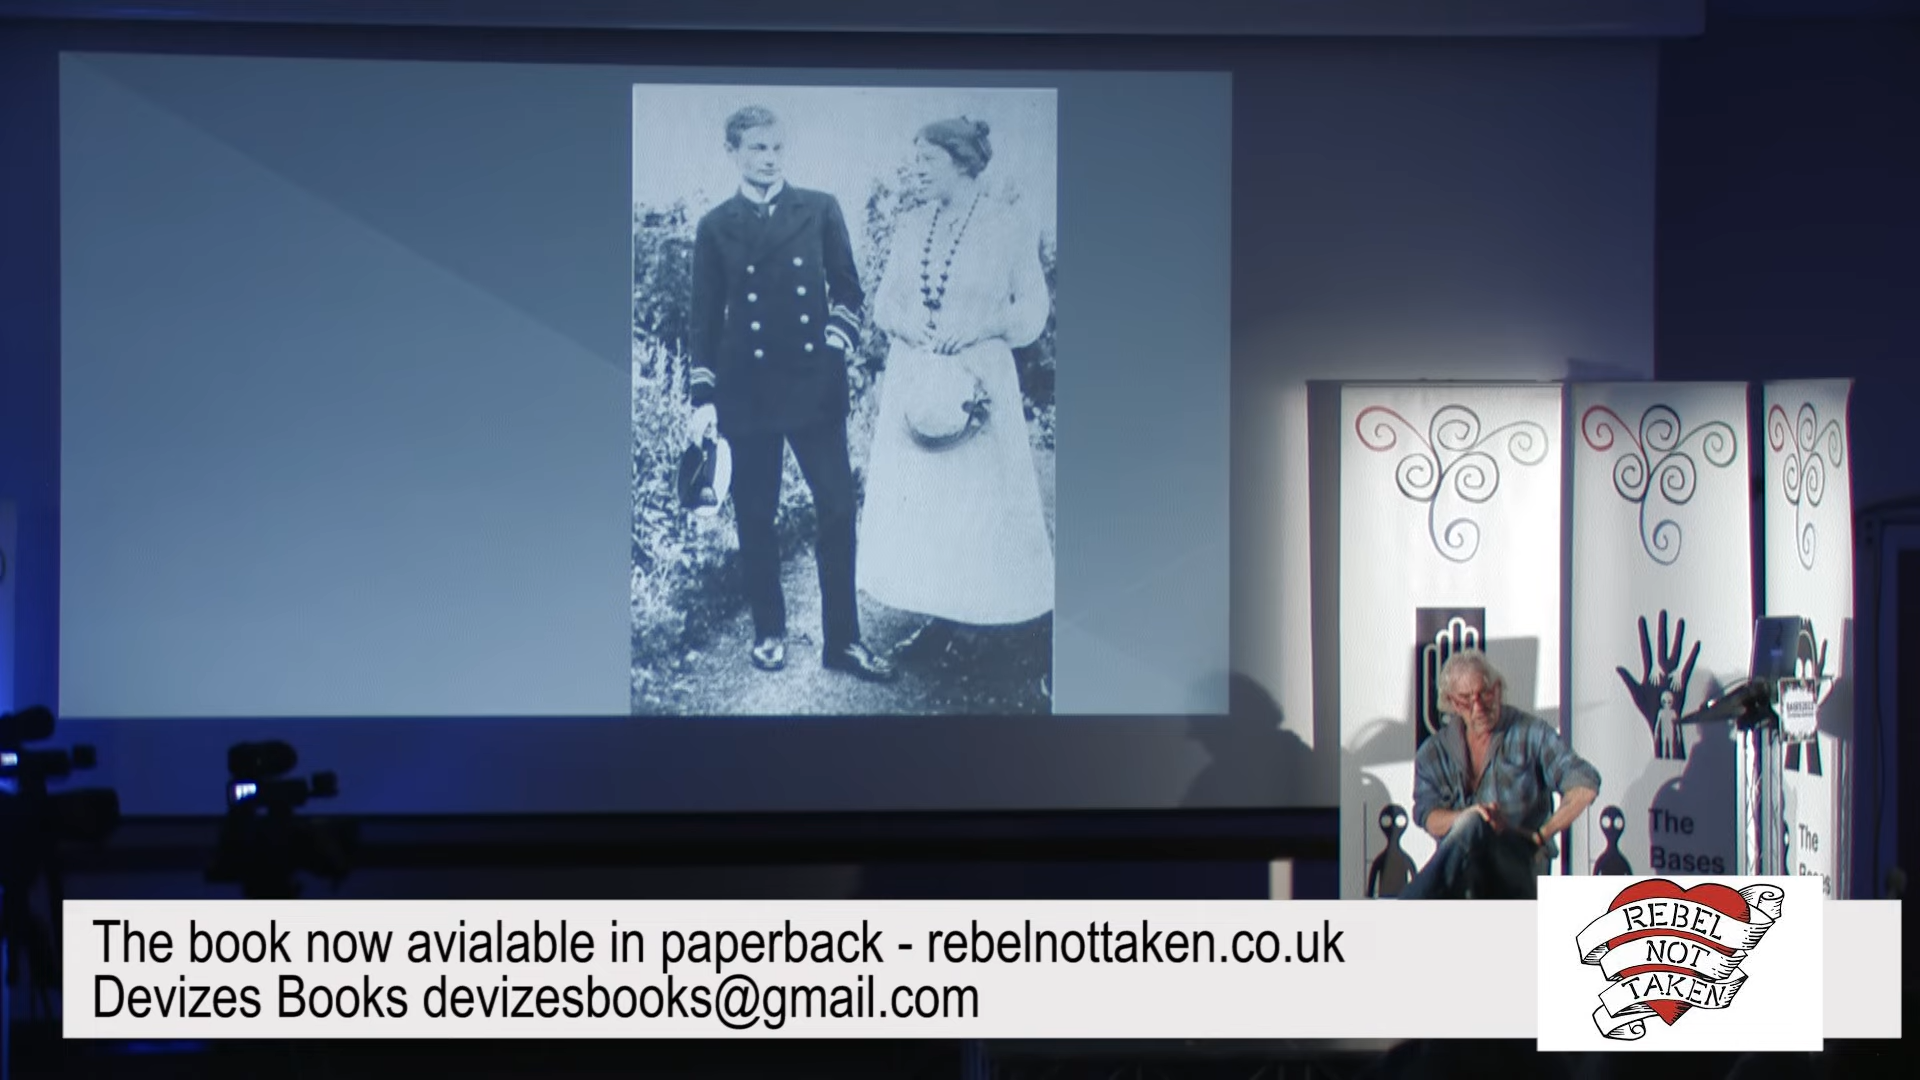 The
Bases
The
Bases
The book now avialable in paperback - rebelnottaken.co.uk
Devizes Books devizesbooks@gmail.com
REBEL
NOT
TAKEN